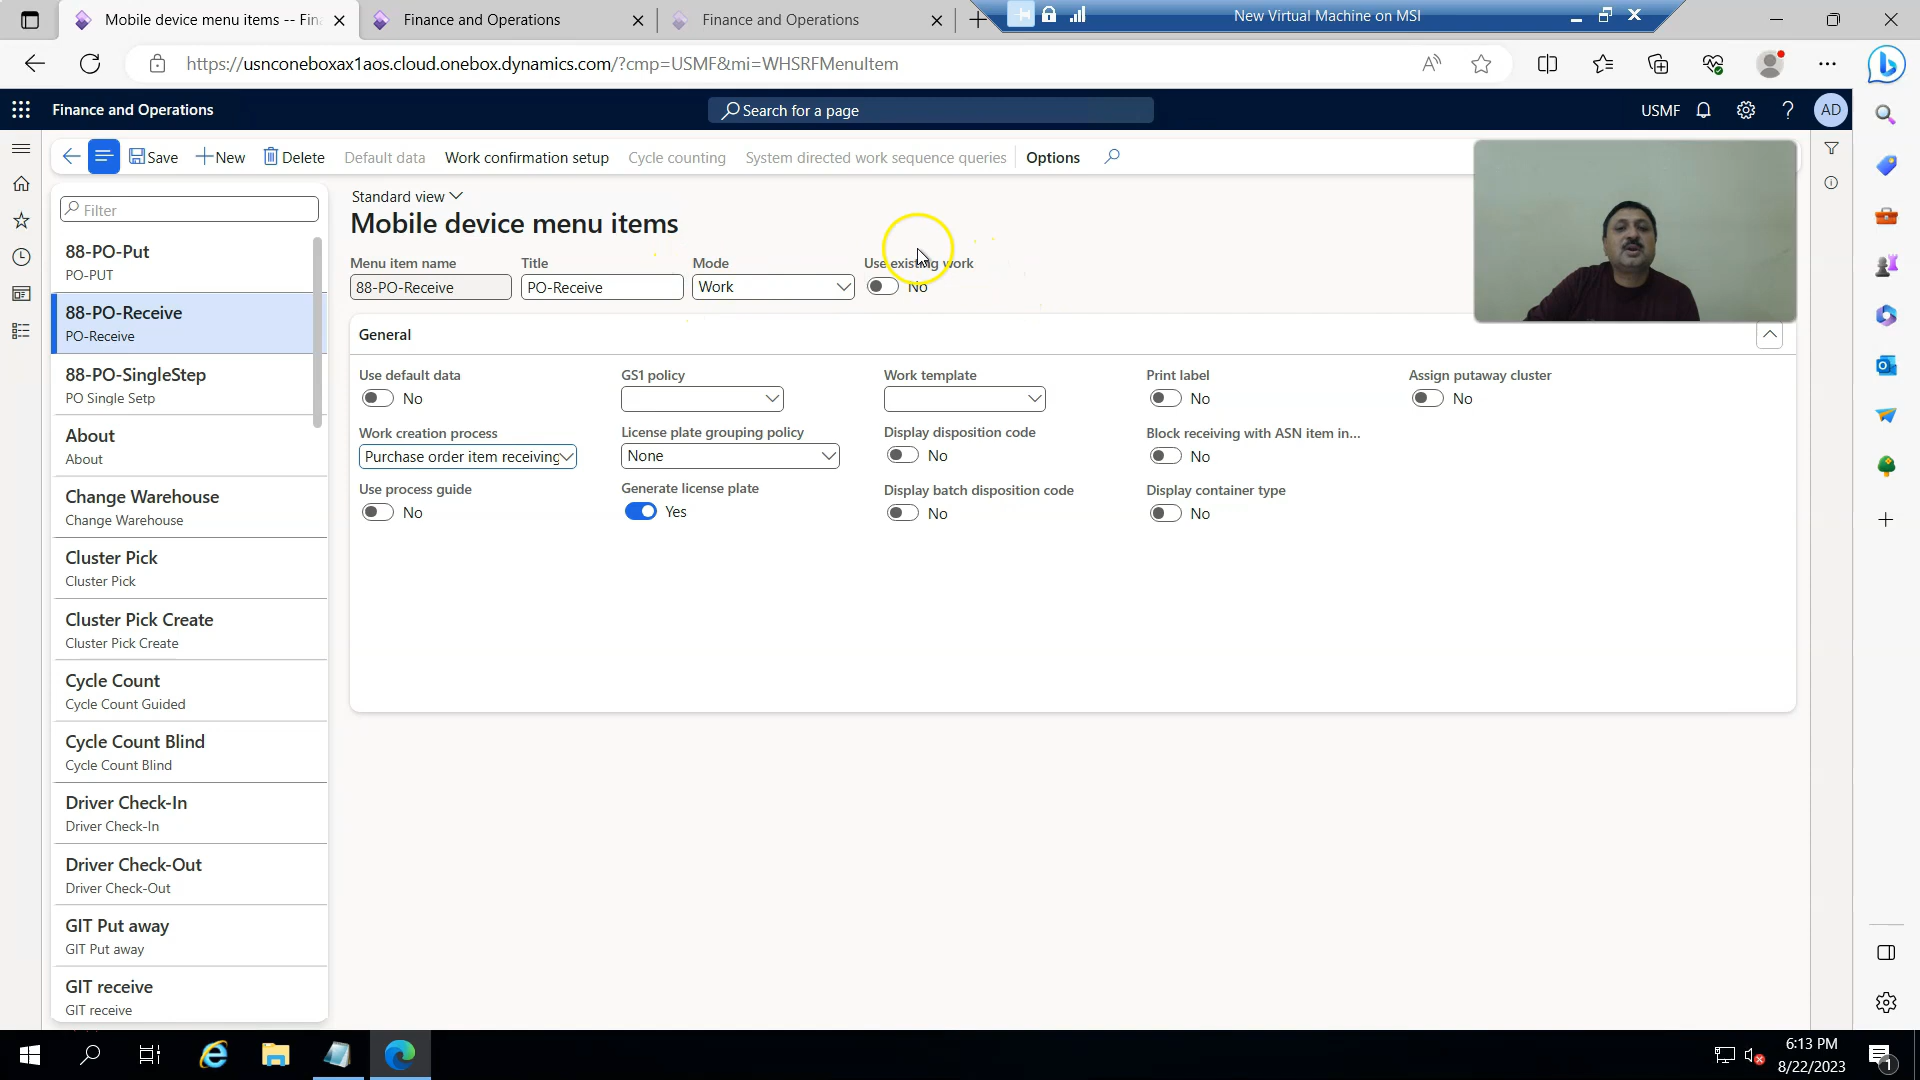 Mobile device menu items -- Fina
Finance and Operations
Finance and Operations
New Virtual Machine on MSI
https://usnconeboxax1aos.cloud.onebox.dynamics.com/?cmp=USMF&mi=WHSRFMenuItem
Finance and Operations
Search for a page
USMF
AD
Save
New
Delete
Default data
Work confirmation setup
Cycle counting
System directed work sequence queries
Options
Filter
88-PO-Put
PO-PUT
88-PO-Receive
PO-Receive
88-PO-SingleStep
PO Single Setp
About
About
Change Warehouse
Change Warehouse
Cluster Pick
Cluster Pick
Cluster Pick Create
Cluster Pick Create
Cycle Count
Cycle Count Guided
Cycle Count Blind
Cycle Count Blind
Driver Check-In
Driver Check-In
Driver Check-Out
Driver Check-Out
GIT Put away
GIT Put away
GIT receive
GIT receive
Standard view
Mobile device menu items
Menu item name
88-PO-Receive
Title
PO-Receive
Mode
Work
Use existing work
No
General
Use default data
No
Work creation process
Purchase order item receiving
Use process guide
No
GS1 policy
License plate grouping policy
None
Generate license plate
Yes
Work template
Display disposition code
No
Display batch disposition code
No
Print label
No
Block receiving with ASN item in...
No
Display container type
No
Assign putaway cluster
No
6:13 PM
8/22/2023
1